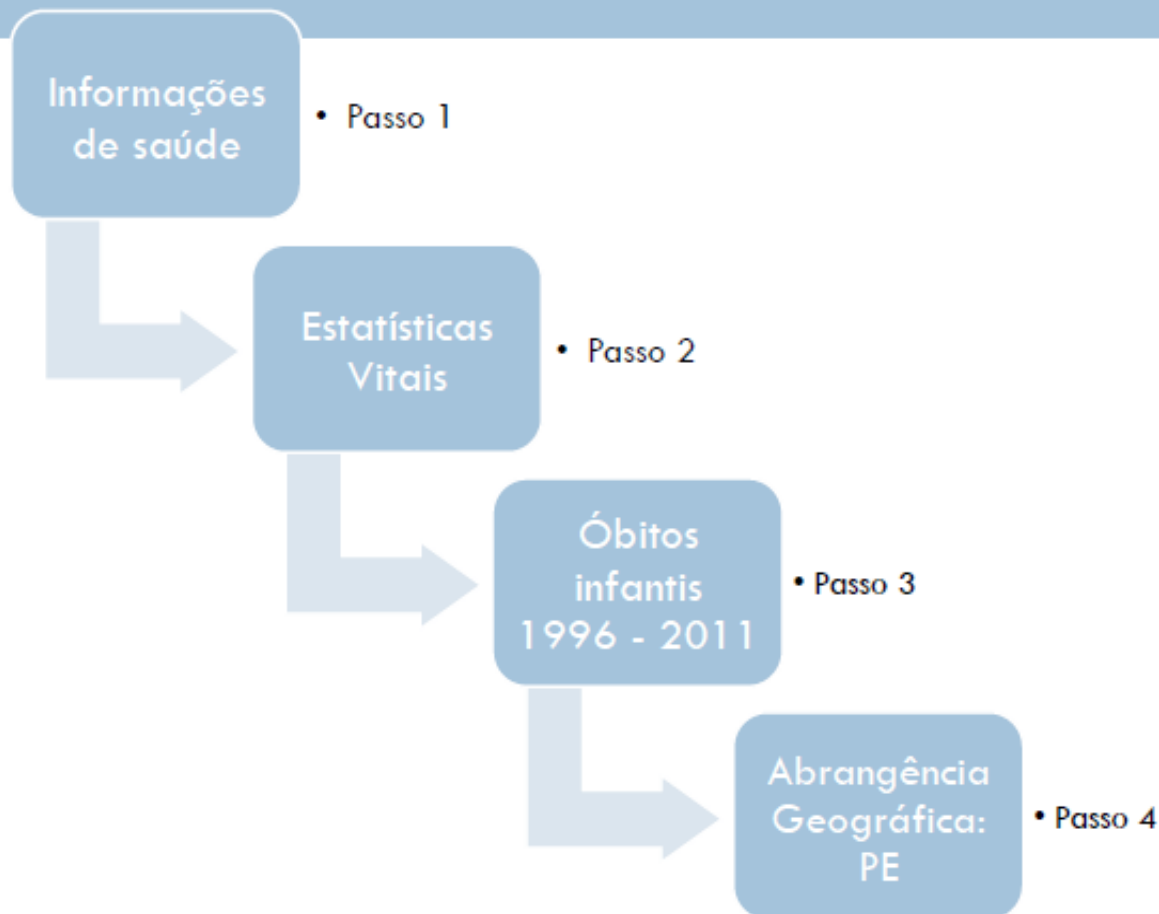 Informações
de saúde
• Passo 1
Estatísticas
Vitais
• Passo 2
Óbitos
infantis
1996 - 2011
• Passo 3
Abrangência
Geográfica:
PE
• Passo 4